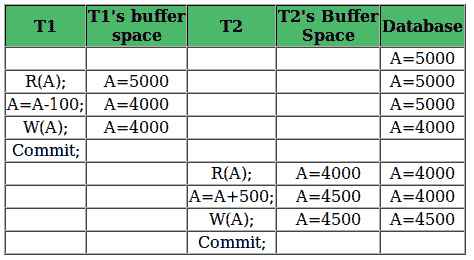 T1 T1's buffer space T2 T2's Buffer Space Database
A=5000
R(A); A=5000 A=5000
A=A-100; A=4000 A=5000
W(A); A=4000 A=4000
Commit;
R(A); A=4000 A=4000
A=A+500; A=4500 A=4000
W(A); A=4500 A=4500
Commit;